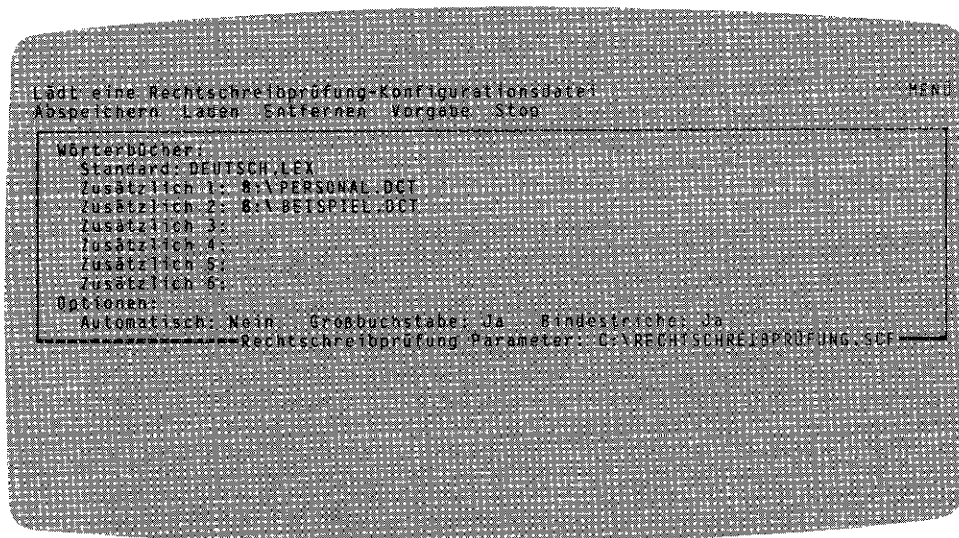 Lädt eine Rechtschreibprüfung-Konfigurationsdatei MENÜ
Abspeichern Laden Entfernen Vorgabe Stop
Wörterbücher:
Standard: DEUTSCH.LEX
Zusätzlich 1: B:\PERSONAL.DCT
Zusätzlich 2: B:\BEISPIEL.DCT
Zusätzlich 3:
Zusätzlich 4:
Zusätzlich 5:
Zusätzlich 6:
Optionen:
Automatisch: Nein Großbuchstabe: Ja Bindestriche: Ja
Rechtschreibprüfung Parameter: C:\RECHTSCHREIBPRÜFUNG.SCF